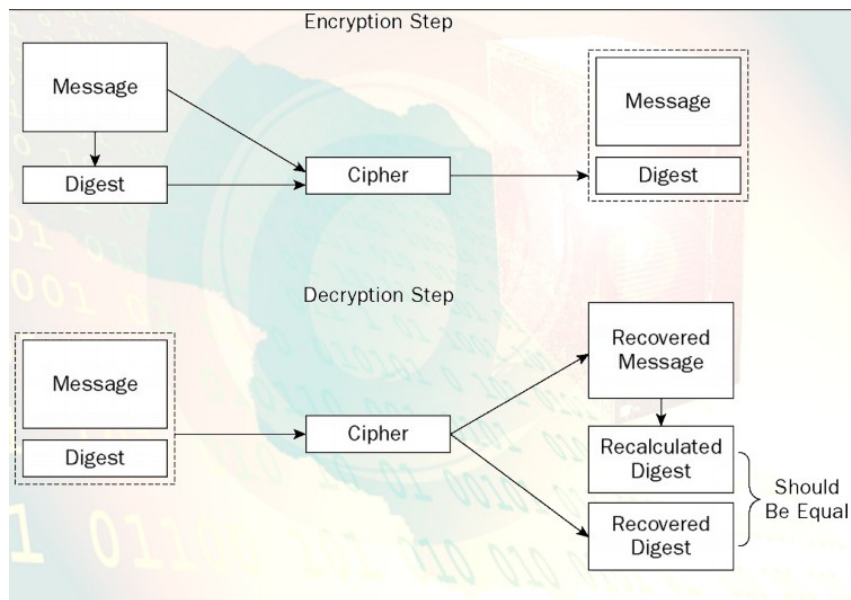 Encryption Step
Message
Digest
Cipher
Message
Digest
Decryption Step
Message
Digest
Cipher
Recovered
Message
Recalculated
Digest
Recovered
Digest
Should
Be Equal